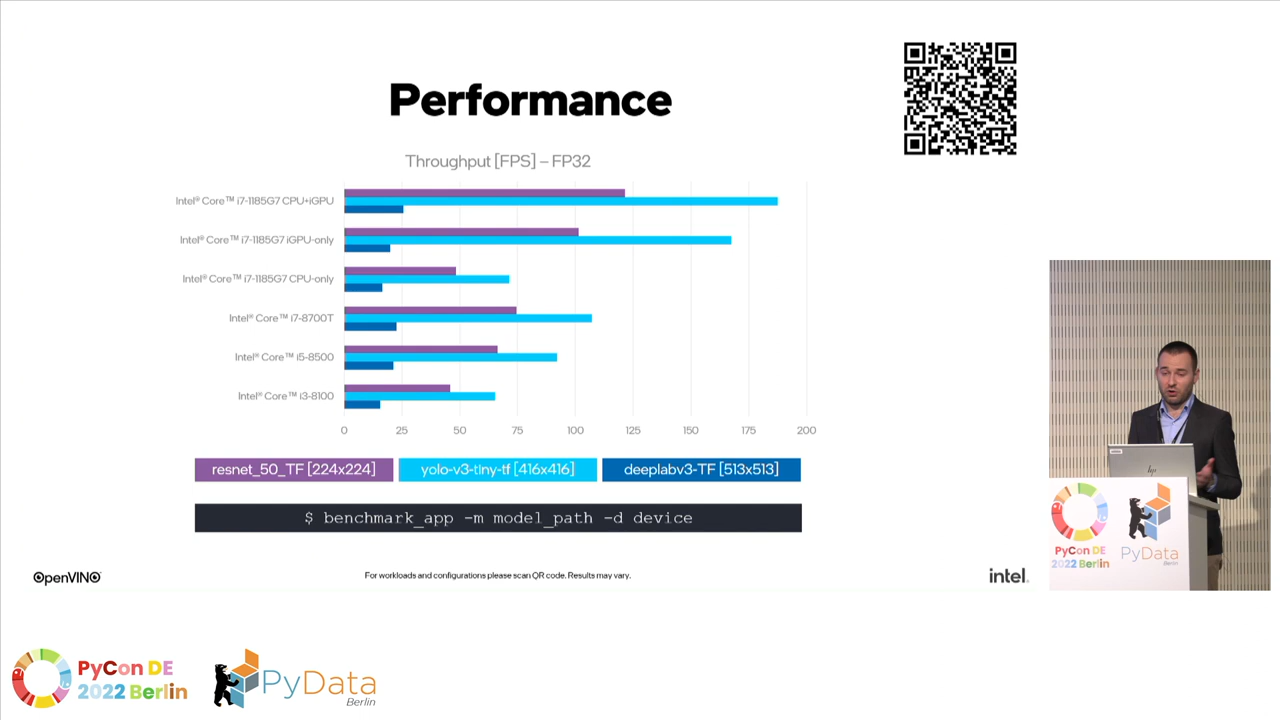 Performance
Throughput [FPS] – FP32
Intel® Core™ i7-1185G7 CPU+iGPU
Intel® Core™ i7-1185G7 iGPU-only
Intel® Core™ i7-1185G7 CPU-only
Intel® Core™ i7-8700T
Intel® Core™ i5-8500
Intel® Core™ i3-8100
0 25 50 75 100 125 150 175 200
resnet_50_TF [224x224] yolo-v3-tiny-tf [416x416] deeplabv3-TF [513x513]
$ benchmark_app -m model_path -d device
OpenVINO™
For workloads and configurations please scan QR code. Results may vary.
intel.
hp
PyCon DE
2022 Berlin
PyData
Berlin
PyCon DE
2022 Berlin
PyData
Berlin